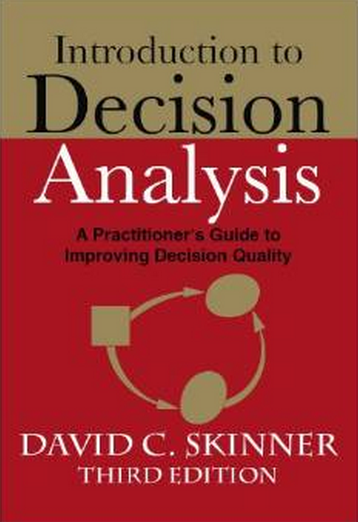 Introduction to
Decision
Analysis
A Practitioner's Guide to
Improving Decision Quality
DAVID C. SKINNER
THIRD EDITION